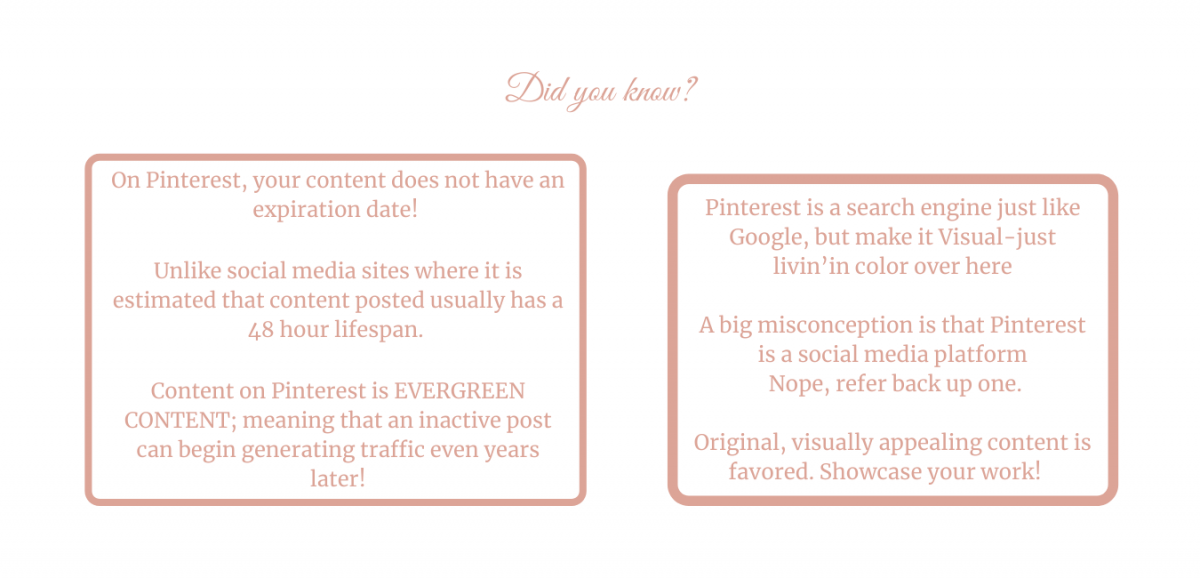 Did you know?
On Pinterest, your content does not have an
expiration date!
Unlike social media sites where it is
estimated that content posted usually has a
48 hour lifespan.
Content on Pinterest is EVERGREEN
CONTENT; meaning that an inactive post
can begin generating traffic even years
later!
Pinterest is a search engine just like
Google, but make it Visual-just
livin’in color over here
A big misconception is that Pinterest
is a social media platform
Nope, refer back up one.
Original, visually appealing content is
favored. Showcase your work!